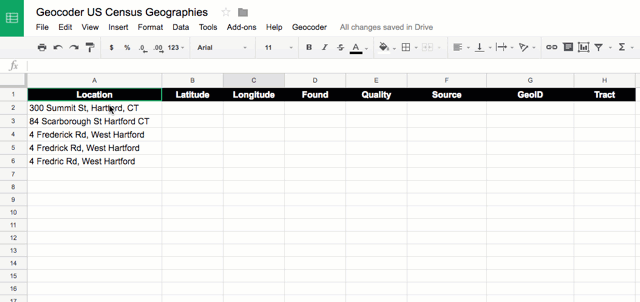 Geocoder US Census Geographies
File Edit View Insert Format Data Tools Add-ons Help Geocoder All changes saved in Drive
$ % .0 .00 123 Arial 11 B I S A Σ
fx
A B C D E F G H
1 Location Latitude Longitude Found Quality Source GeoID Tract
2 300 Summit St, Hartford, CT
3 84 Scarborough St Hartford CT
4 4 Frederick Rd, West Hartford
5 4 Fredrick Rd, West Hartford
6 4 Fredric Rd, West Hartford
7
8
9
10
11
12
13
14
15
16
17